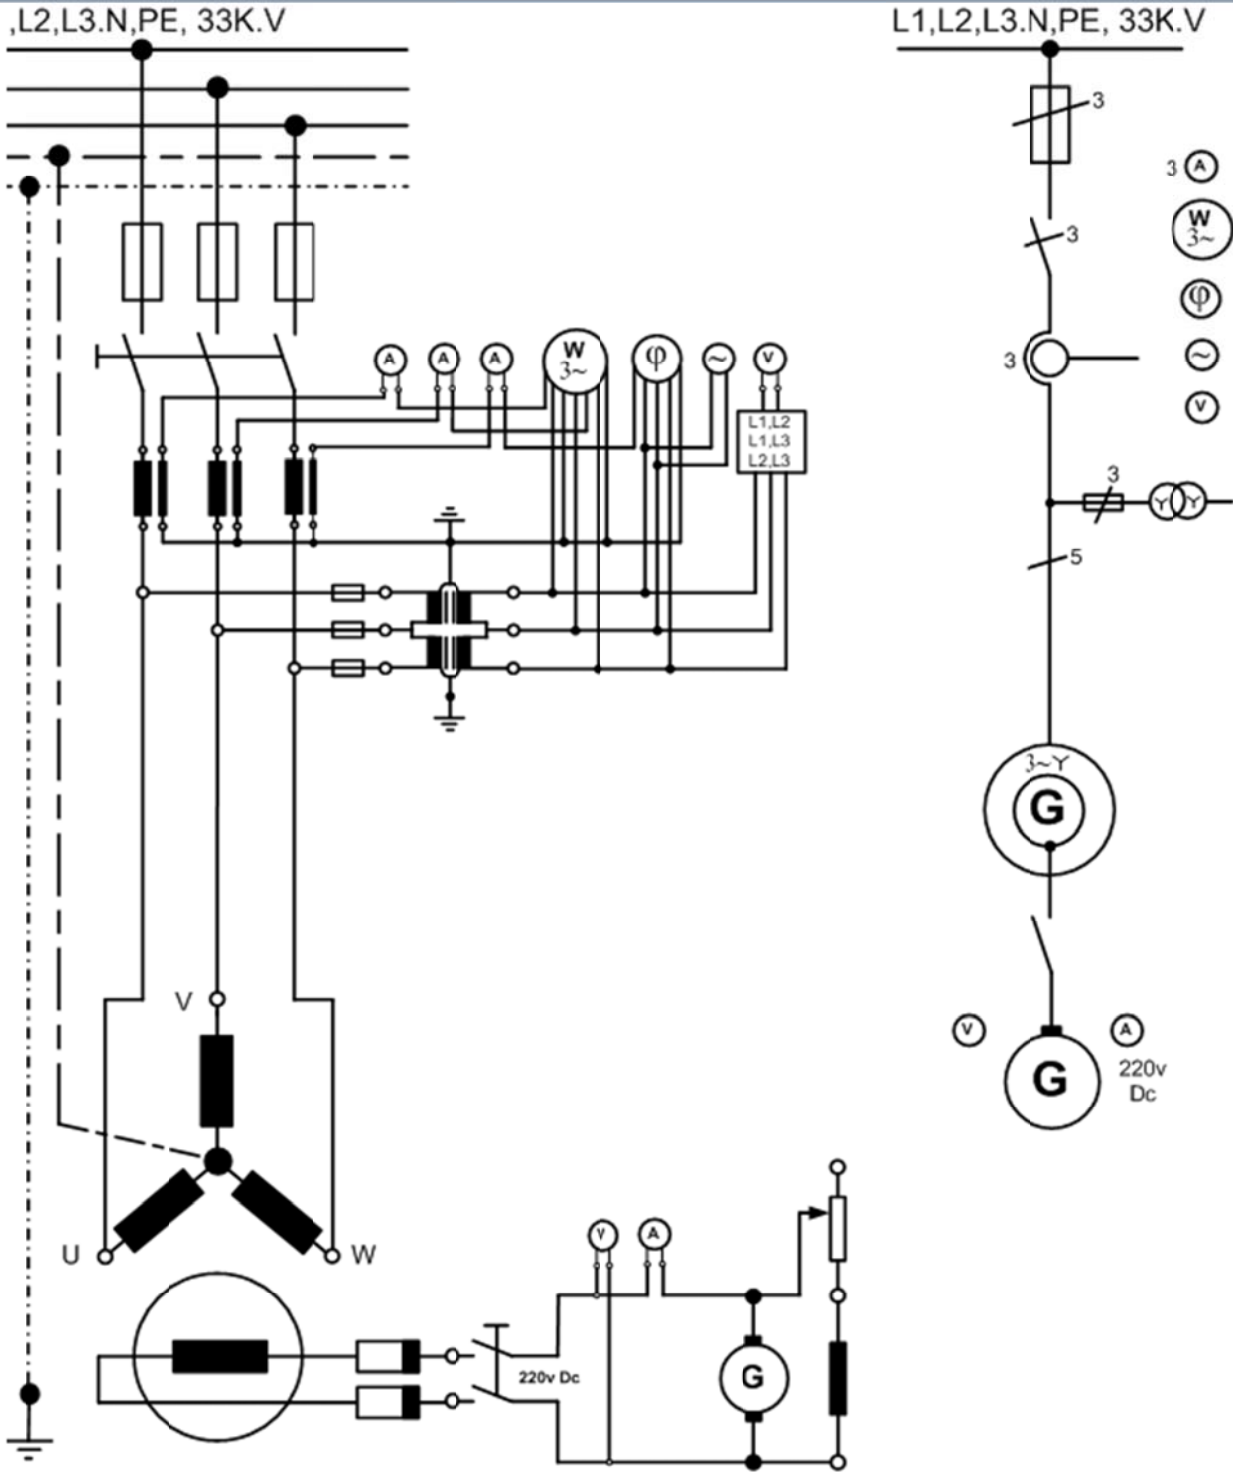 ,L2,L3.N,PE, 33K.V
L1,L2,L3.N,PE, 33K.V
3
3 A
W
3~
φ
~
V
3
3
3
5
A A A W
3~
φ ~ V
L1,L2
L1,L3
L2,L3
3~Y
G
V A
G
220v
Dc
V
U W
V A
220v Dc
G